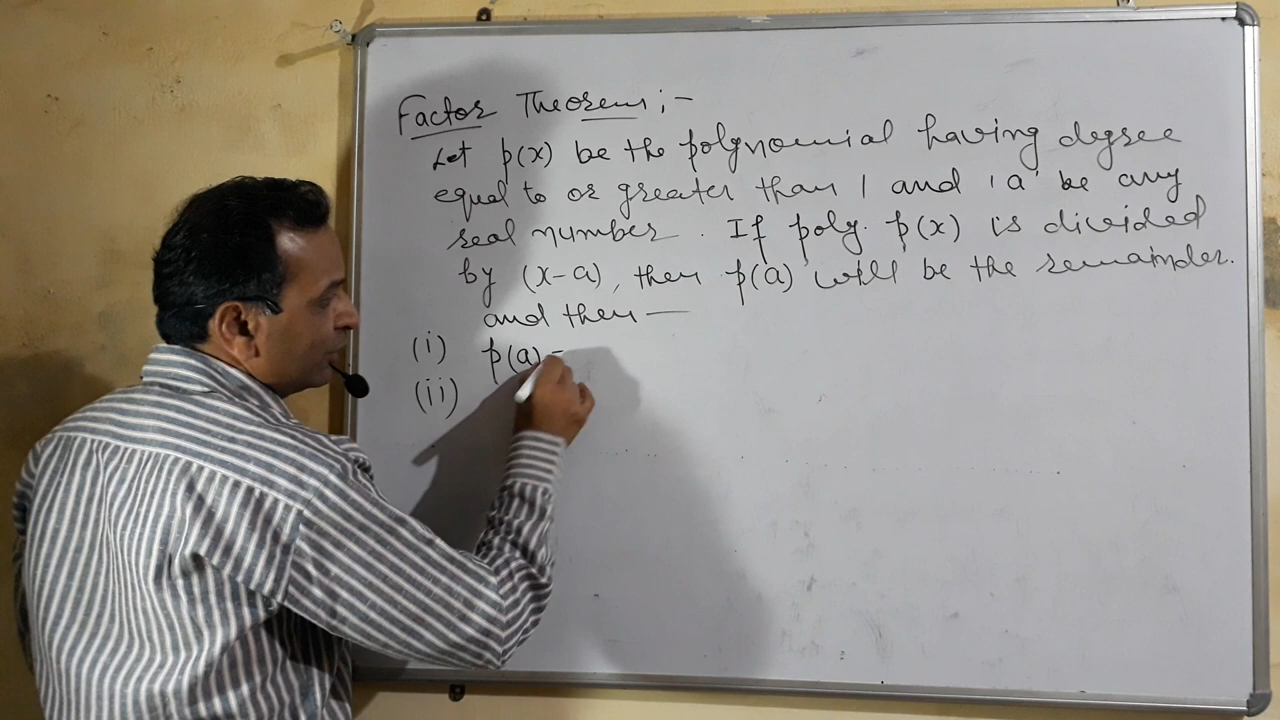 Factor Theorem ; -
Let p(x) be the polynomial having degree
equal to or greater than 1 and 'a' be any
real number. If poly. p(x) is divided
by (x-a), then p(a) will be the remainder.
and then —
(i) p(a) -
(ii)